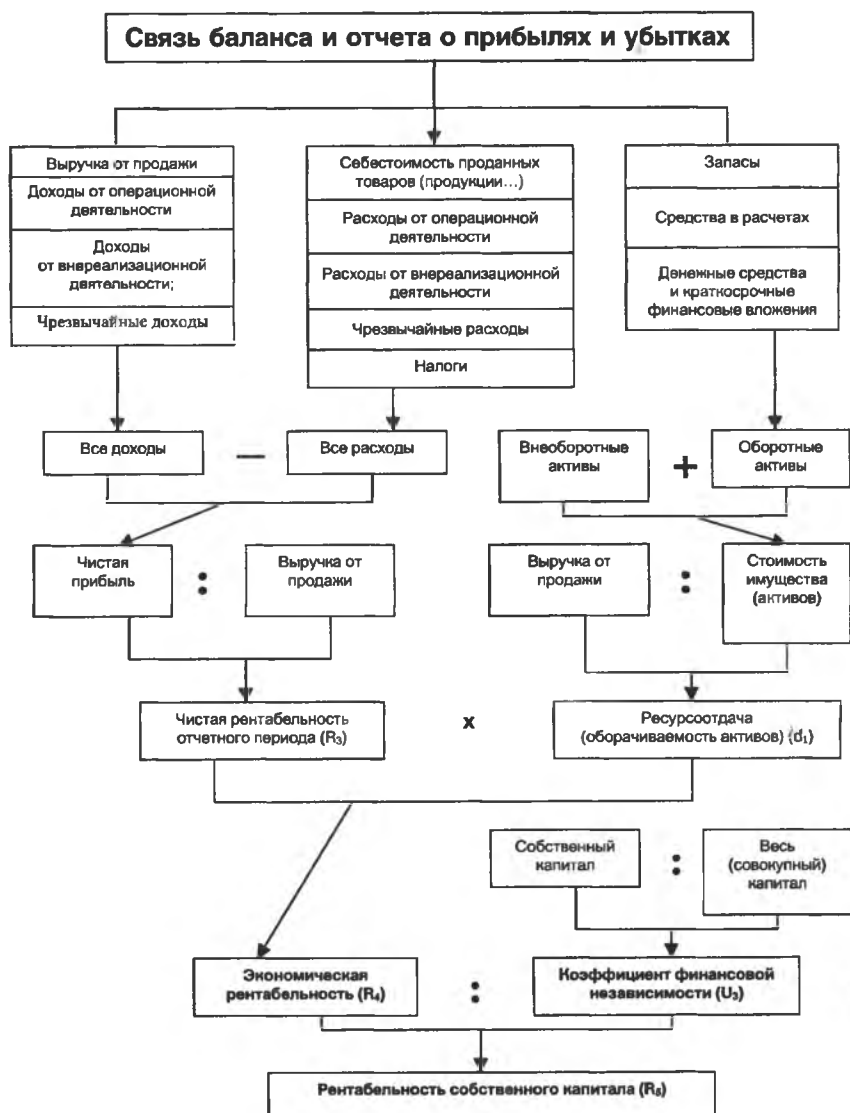 Связь баланса и отчета о прибылях и убытках
Выручка от продажи
Доходы от операционной
деятельности
Доходы
от внереализационной
деятельности;
Чрезвычайные доходы
Себестоимость проданных
товаров (продукции...)
Расходы от операционной
деятельности
Расходы от внереализационной
деятельности
Чрезвычайные расходы
Налоги
Запасы
Средства в расчетах
Денежные средства
и краткосрочные
финансовые вложения
Все доходы
—
Все расходы
Внеоборотные
активы
+
Оборотные
активы
Чистая
прибыль
:
Выручка от
продажи
Выручка от
продажи
:
Стоимость
имущества
(активов)
Чистая рентабельность
отчетного периода (R₃)
x
Ресурсоотдача
(оборачиваемость активов) (d₁)
Собственный
капитал
:
Весь
(совокупный)
капитал
Экономическая
рентабельность (R₄)
:
Коэффициент финансовой
независимости (U₃)
Рентабельность собственного капитала (R₅)